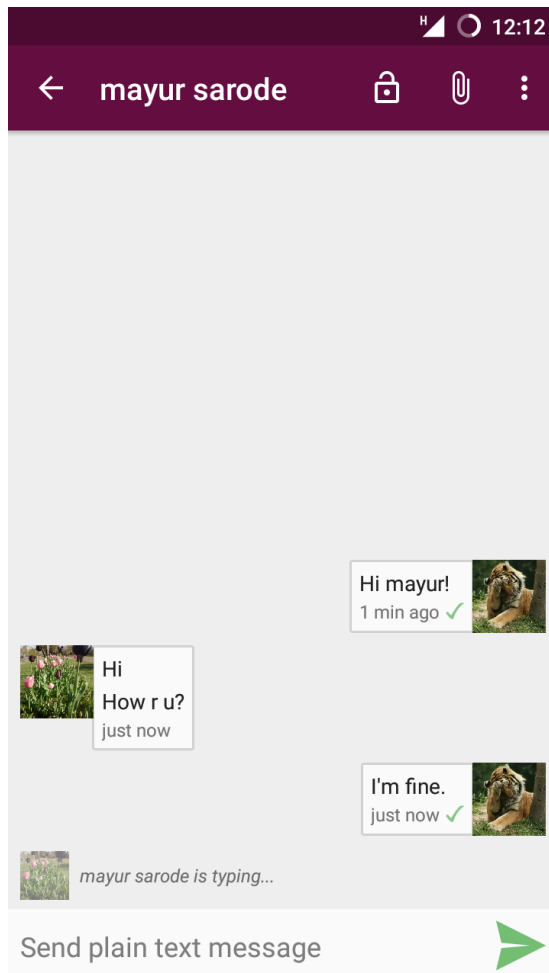 H 12:12
mayur sarode
Hi mayur!
1 min ago
Hi
How r u?
just now
I'm fine.
just now
mayur sarode is typing...
Send plain text message